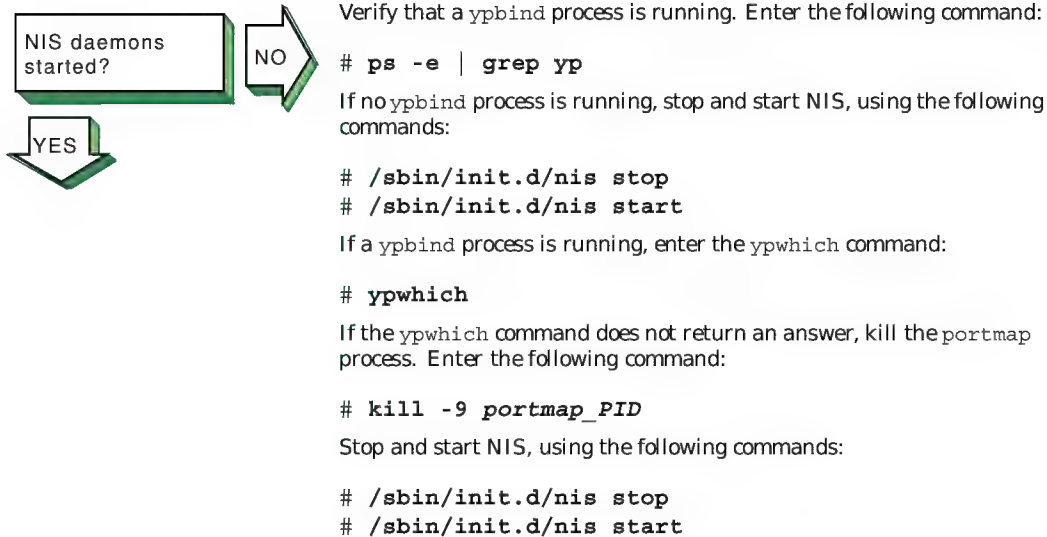 NIS daemons
started?
NO
YES
Verify that a ypbind process is running. Enter the following command:
# ps -e | grep yp
If no ypbind process is running, stop and start NIS, using the following
commands:
# /sbin/init.d/nis stop
# /sbin/init.d/nis start
If a ypbind process is running, enter the ypwhich command:
# ypwhich
If the ypwhich command does not return an answer, kill the portmap
process. Enter the following command:
# kill -9 portmap_PID
Stop and start NIS, using the following commands:
# /sbin/init.d/nis stop
# /sbin/init.d/nis start